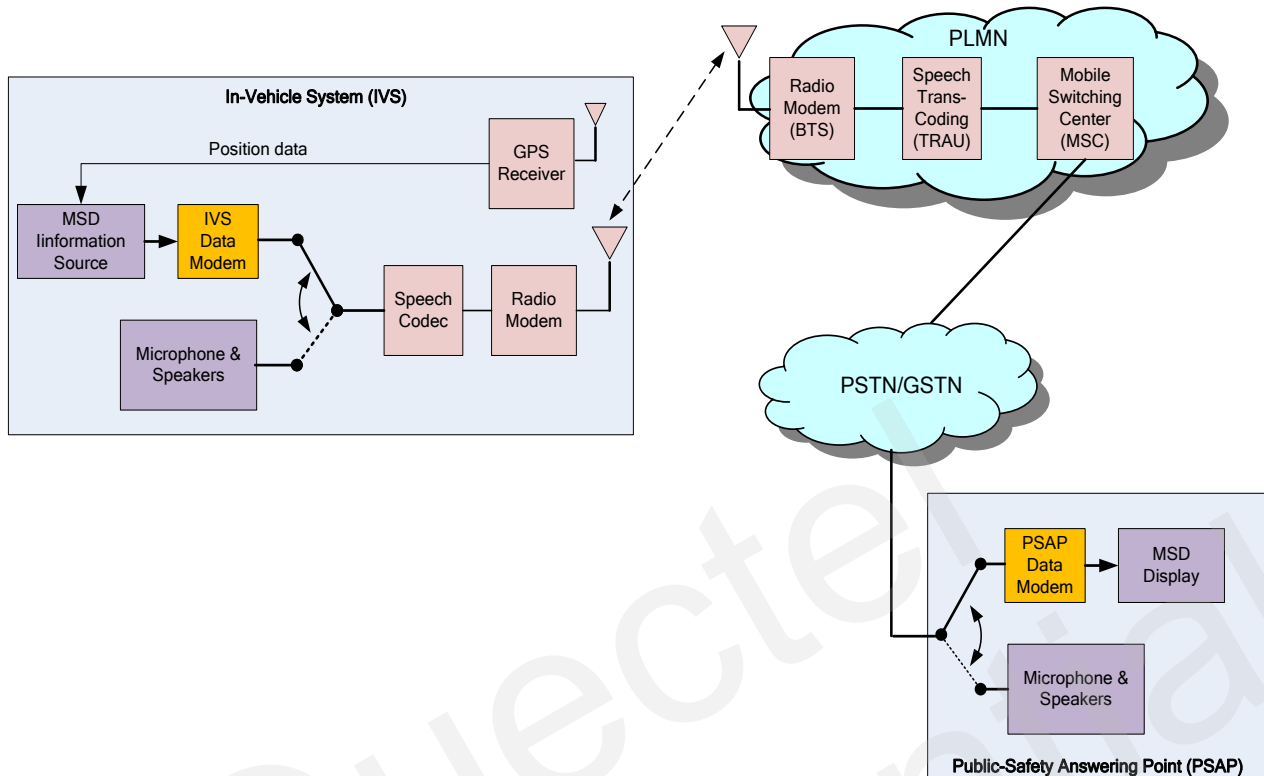 PLMN
Radio
Modem
(BTS)
Speech
Trans-
Coding
(TRAU)
Mobile
Switching
Center
(MSC)
In-Vehicle System (IVS)
Position data
GPS
Receiver
MSD
Iinformation
Source
IVS
Data
Modem
Speech
Codec
Radio
Modem
Microphone &
Speakers
PSTN/GSTN
PSAP
Data
Modem
MSD
Display
Microphone &
Speakers
Public-Safety Answering Point (PSAP)
Quectel